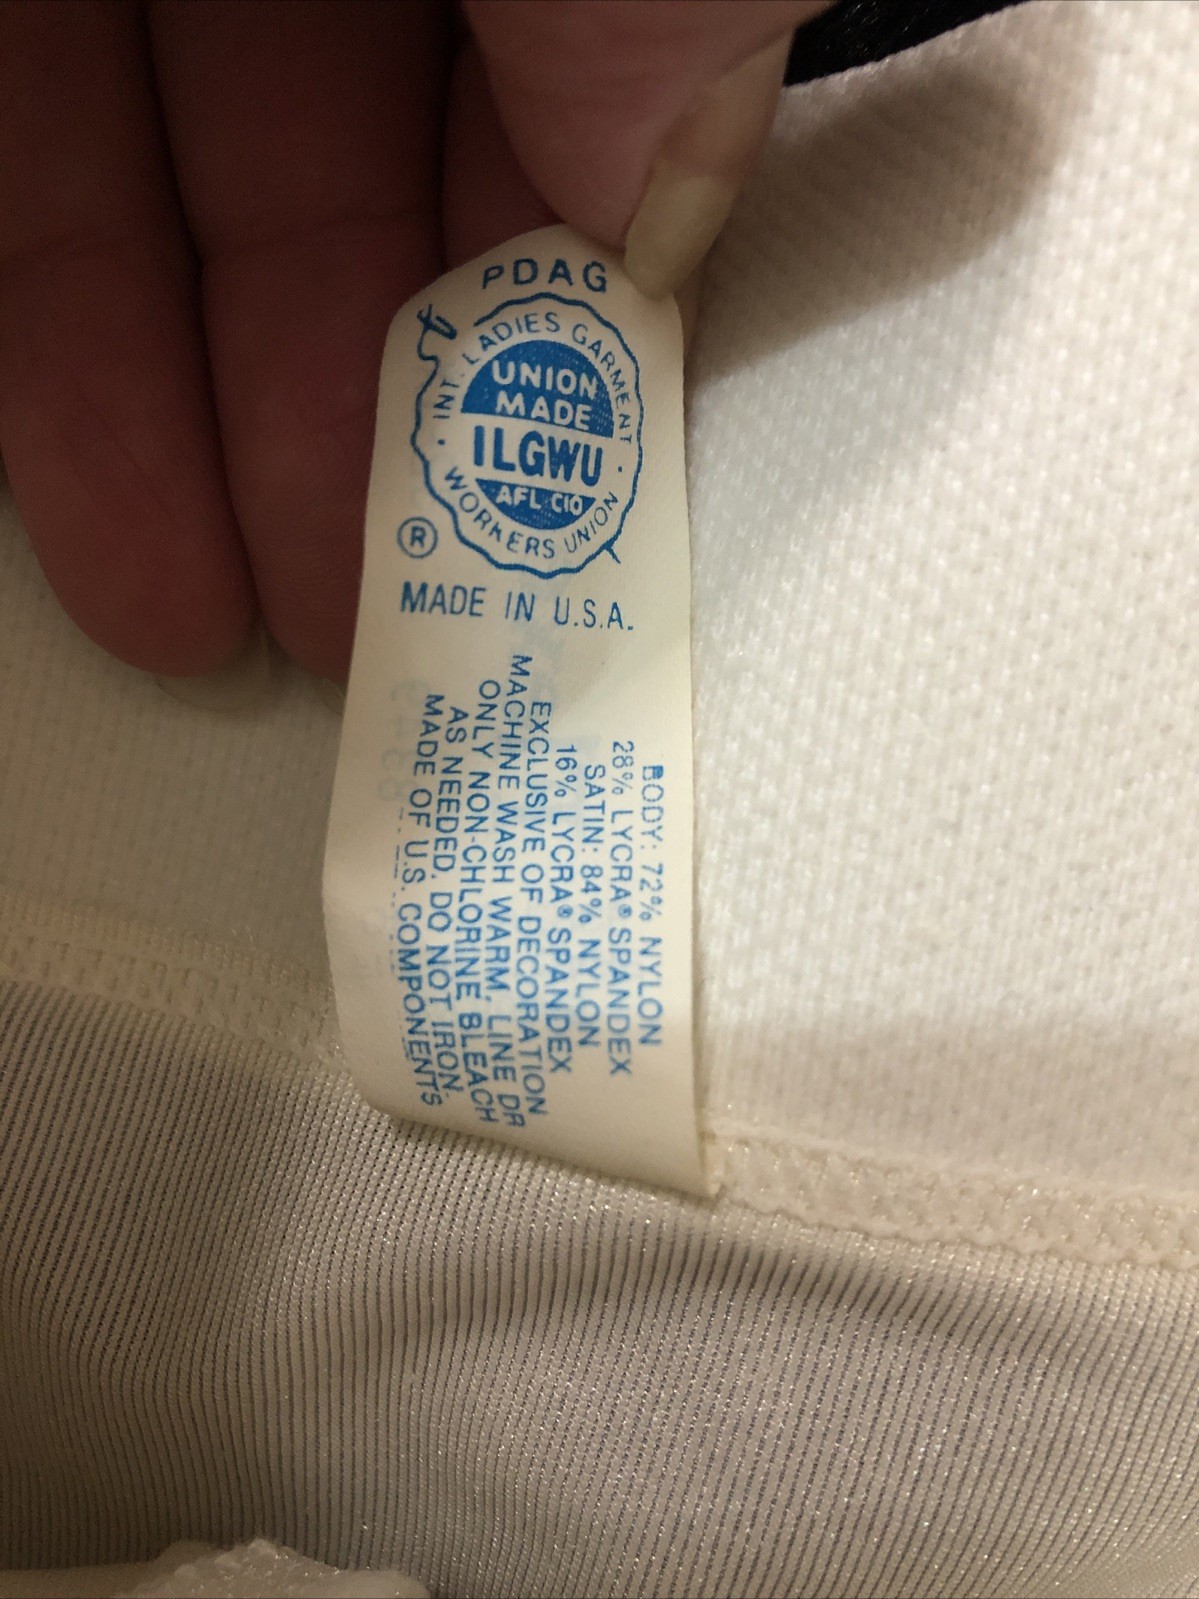 PDAG
INT. LADIES GARMENT
UNION
MADE
ILGWU
AFL·CIO
WORKERS UNION
®
MADE IN U.S.A.
BODY: 72% NYLON
28% LYCRA® SPANDEX
SATIN: 84% NYLON
16% LYCRA® SPANDEX
EXCLUSIVE OF DECORATION
MACHINE WASH WARM. LINE DR
ONLY NON-CHLORINE BLEACH
AS NEEDED. DO NOT IRON.
MADE OF U.S. COMPONENTS